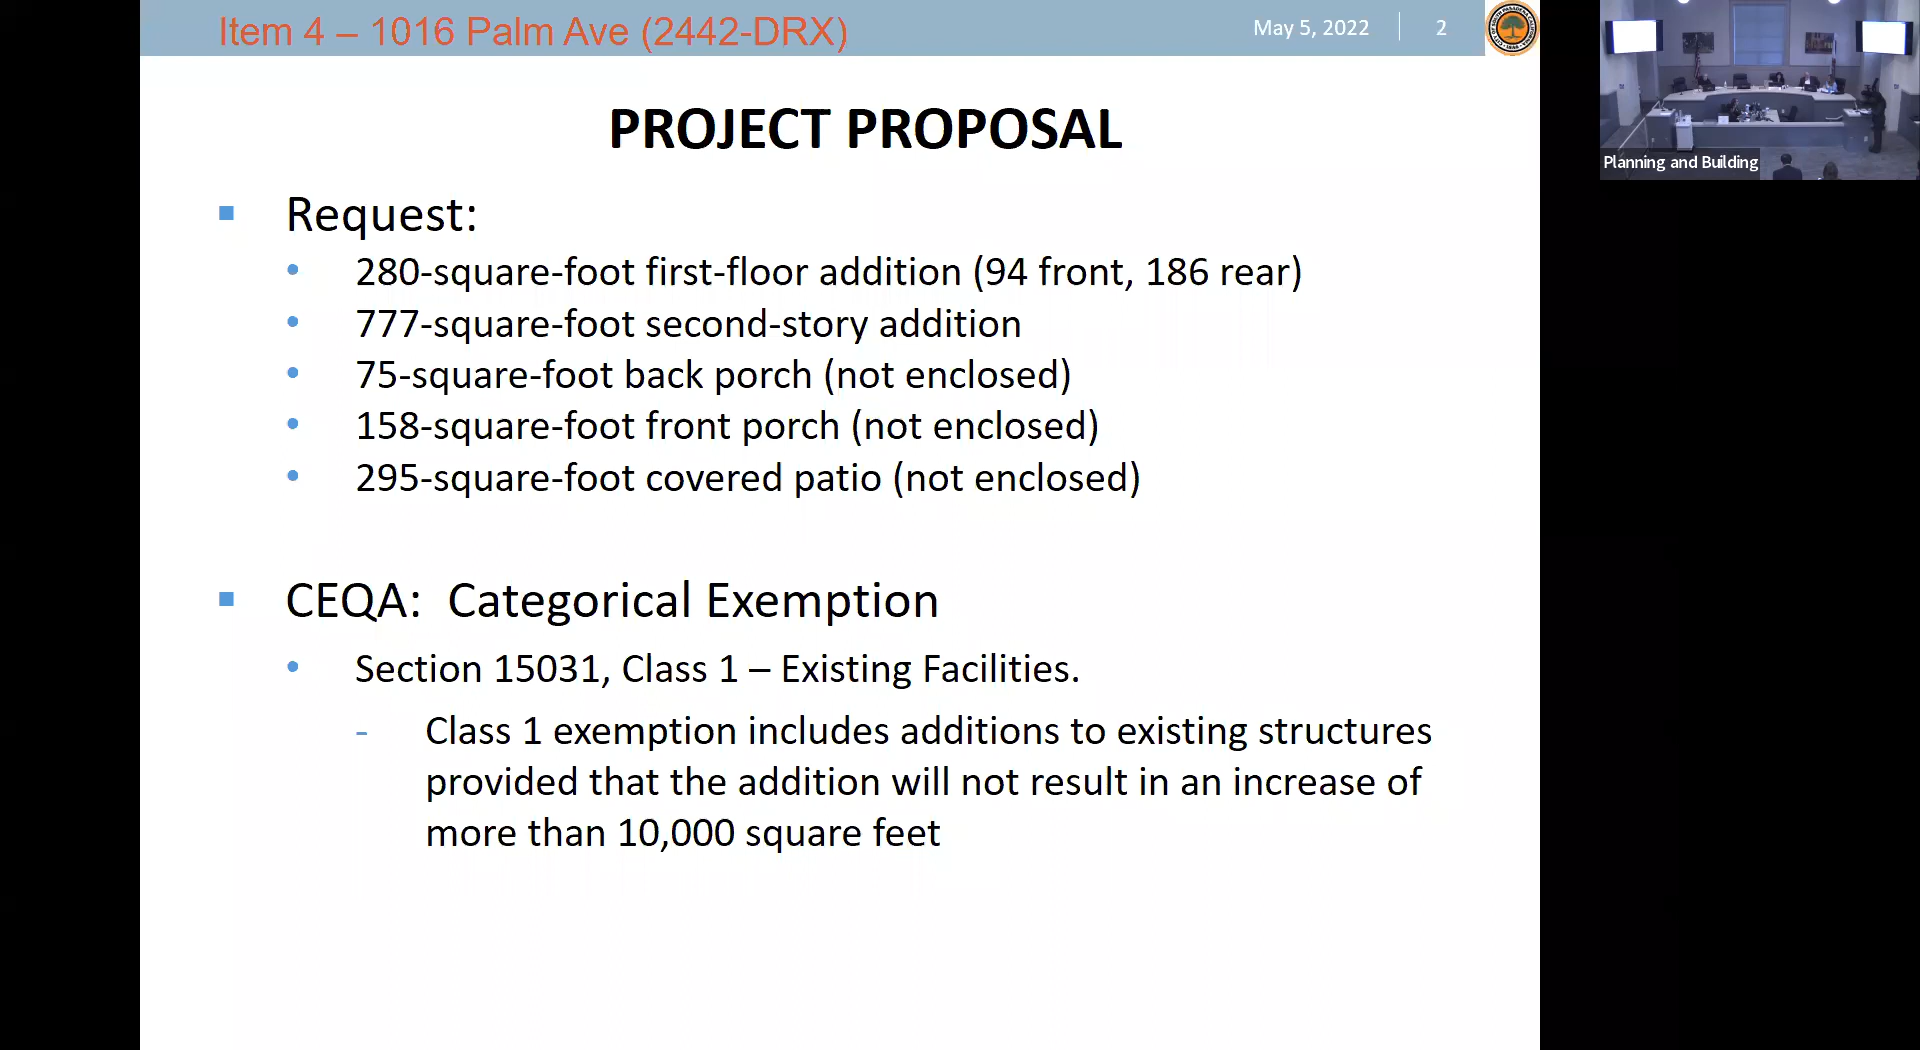 Item 4 – 1016 Palm Ave (2442-DRX)
May 5, 2022
2
PROJECT PROPOSAL
Request:
280-square-foot first-floor addition (94 front, 186 rear)
777-square-foot second-story addition
75-square-foot back porch (not enclosed)
158-square-foot front porch (not enclosed)
295-square-foot covered patio (not enclosed)
CEQA: Categorical Exemption
Section 15031, Class 1 – Existing Facilities.
- Class 1 exemption includes additions to existing structures
provided that the addition will not result in an increase of
more than 10,000 square feet
Planning and Building